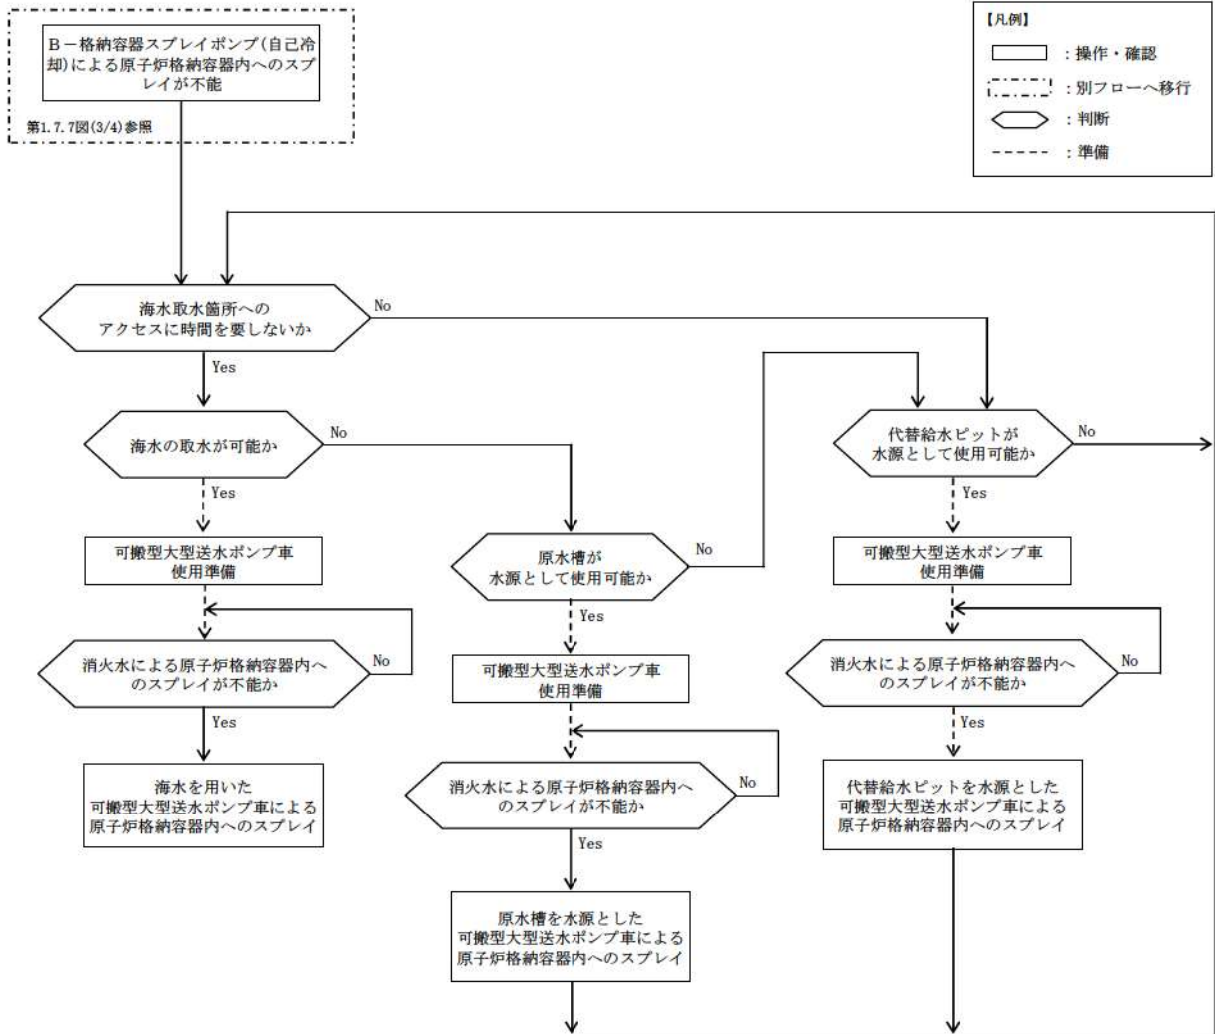 B－格納容器スプレイポンプ(自己冷
却)による原子炉格納容器内へのスプ
レイが不能
第1.7.7図(3/4)参照
【凡例】
：操作・確認
：別フローへ移行
：判断
：準備
海水取水箇所への
アクセスに時間を要しないか
No
Yes
海水の取水が可能か
No
Yes
代替給水ピットが
水源として使用可能か
No
Yes
可搬型大型送水ポンプ車
使用準備
原水槽が
水源として使用可能か
No
Yes
可搬型大型送水ポンプ車
使用準備
消火水による原子炉格納容器内へ
のスプレイが不能か
No
Yes
可搬型大型送水ポンプ車
使用準備
消火水による原子炉格納容器内へ
のスプレイが不能か
No
Yes
海水を用いた
可搬型大型送水ポンプ車による
原子炉格納容器内へのスプレイ
消火水による原子炉格納容器内へ
のスプレイが不能か
No
Yes
代替給水ピットを水源とした
可搬型大型送水ポンプ車による
原子炉格納容器内へのスプレイ
原水槽を水源とした
可搬型大型送水ポンプ車による
原子炉格納容器内へのスプレイ